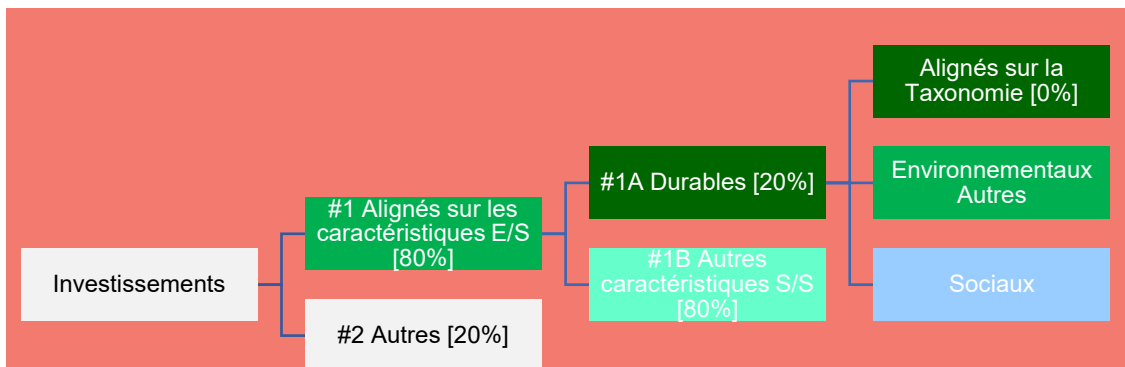 Alignés sur la
Taxonomie [0%]
#1A Durables [20%]
Environnementaux
Autres
#1 Alignés sur les
caractéristiques E/S
[80%]
#1B Autres
caractéristiques S/S
[80%]
Sociaux
Investissements
#2 Autres [20%]